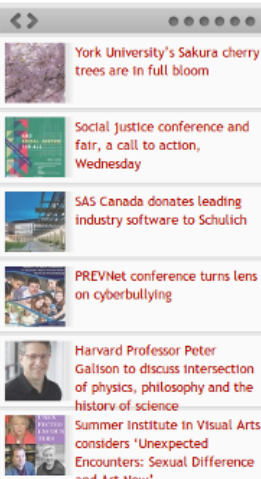 York University's Sakura cherry
trees are in full bloom
Social justice conference and
fair, a call to action,
Wednesday
SAS Canada donates leading
industry software to Schulich
PREVNet conference turns lens
on cyberbullying
Harvard Professor Peter
Galison to discuss intersection
of physics, philosophy and the
history of science
Summer Institute in Visual Arts
considers 'Unexpected
Encounters: Sexual Difference
and Art Now'